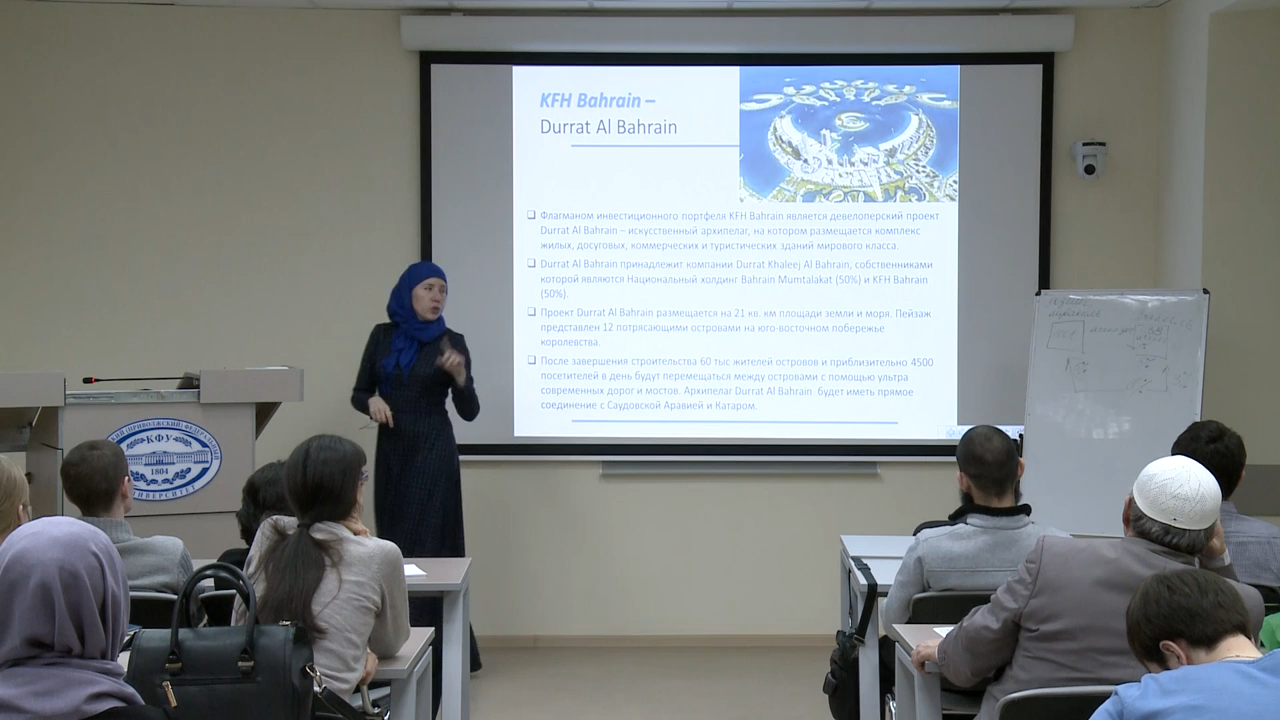 KFH Bahrain –
Durrat Al Bahrain
Флагманом инвестиционного портфеля KFH Bahrain является девелоперский проект
Durrat Al Bahrain – искусственный архипелаг, на котором размещается комплекс
жилых, досуговых, коммерческих и туристических зданий мирового класса.
Durrat Al Bahrain принадлежит компании Durrat Khaleej Al Bahrain, собственниками
которой являются Национальный холдинг Bahrain Mumtalakat (50%) и KFH Bahrain
(50%).
Проект Durrat Al Bahrain размещается на 21 кв. км площади земли и моря. Пейзаж
представлен 12 потрясающими островами на юго-восточном побережье
королевства.
После завершения строительства 60 тыс жителей островов и приблизительно 4500
посетителей в день будут перемещаться между островами с помощью ультра
современных дорог и мостов. Архипелаг Durrat Al Bahrain будет иметь прямое
соединение с Саудовской Аравией и Катаром.
(ПРИВОЛЖСКИЙ) ФЕДЕРАЛЬНЫЙ
КФУ
1804
УНИВЕРСИТЕТ